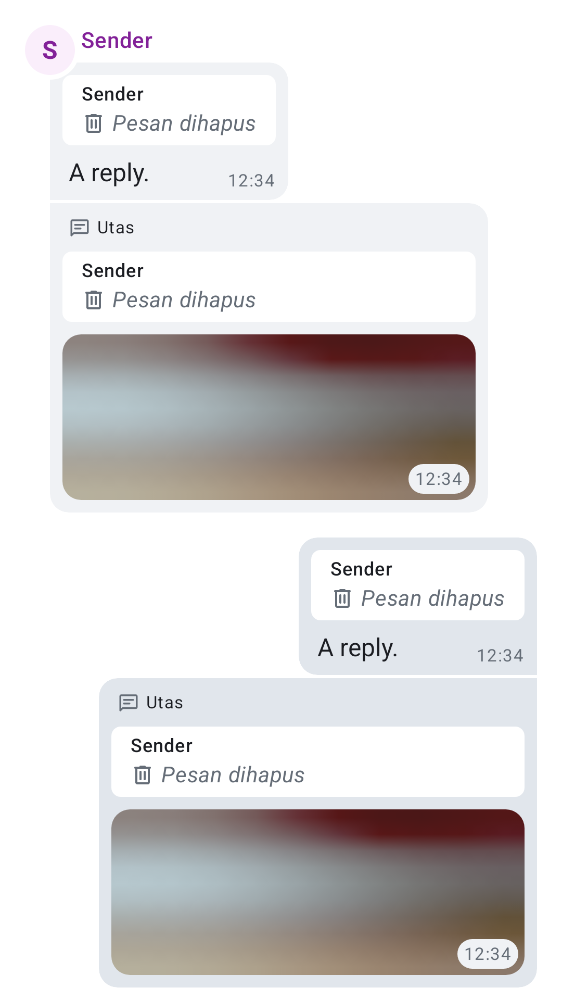 S
Sender
Sender
Pesan dihapus
A reply.
12:34
Utas
Sender
Pesan dihapus
12:34
Sender
Pesan dihapus
A reply.
12:34
Utas
Sender
Pesan dihapus
12:34